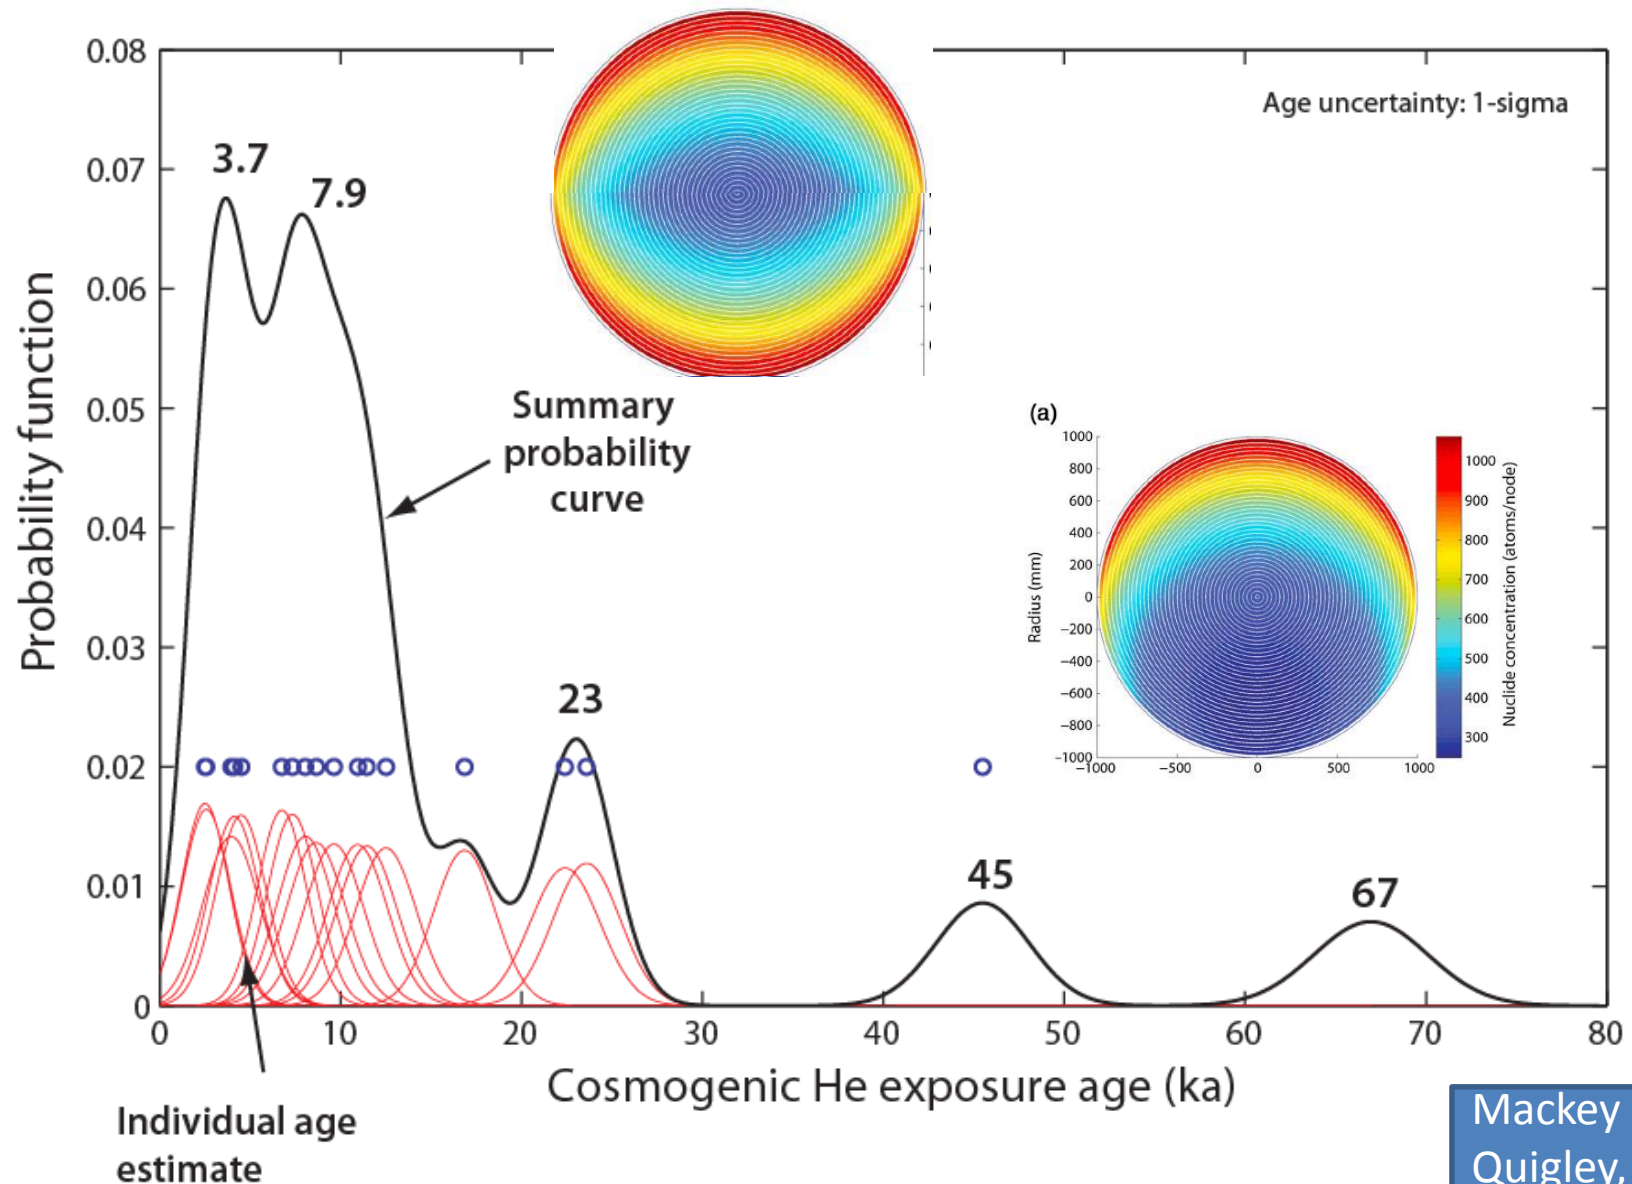 0.08
0.07
0.06
0.05
0.04
0.03
0.02
0.01
0
Probability function
Age uncertainty: 1-sigma
3.7
7.9
Summary
probability
curve
23
45
67
(a)
1000
800
600
400
200
0
−200
−400
−600
−800
−1000
Radius (mm)
−1000 −500 0 500 1000
1000
900
800
700
600
500
400
300
Nuclide concentration (atoms/node)
0 10 20 30 40 50 60 70 80
Cosmogenic He exposure age (ka)
Individual age
estimate
Mackey
Quigley,